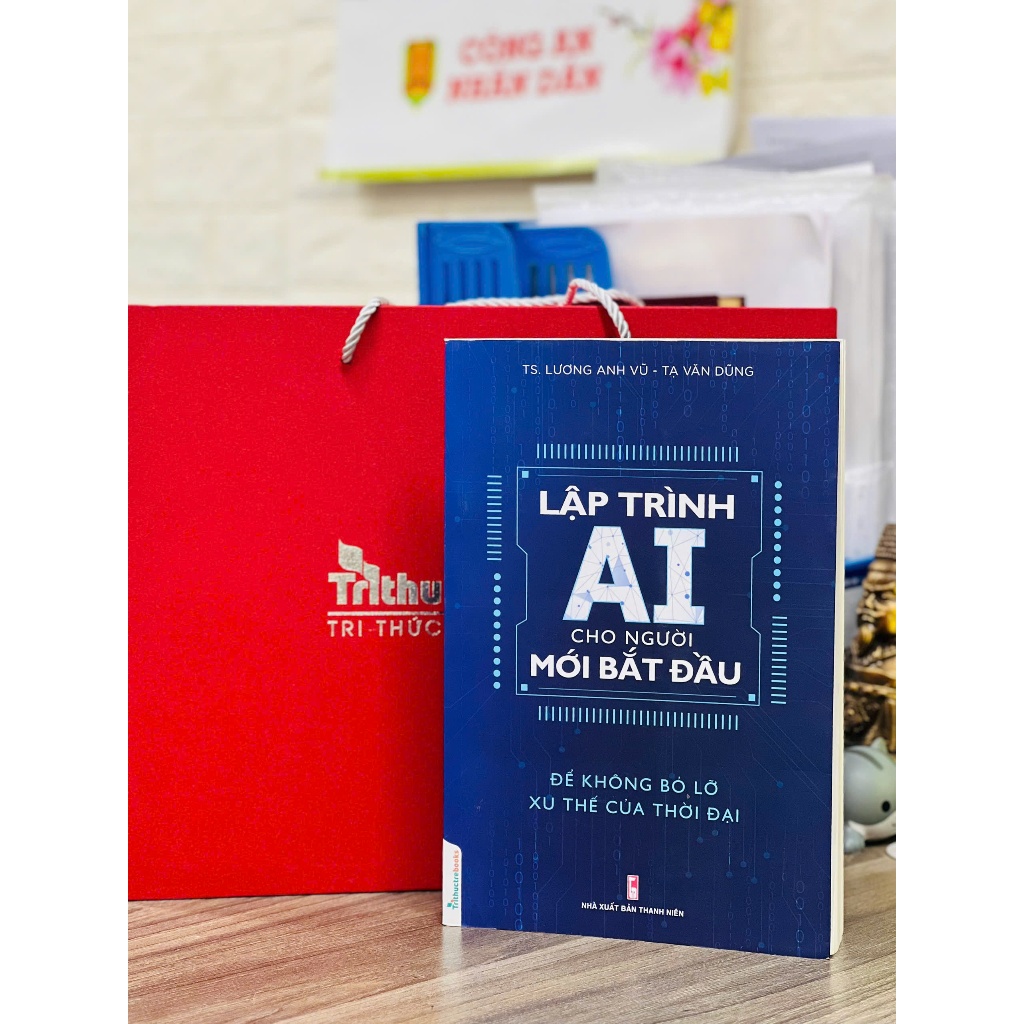 CÔNG AN
NHÂN DÂN
TS. LƯƠNG ANH VŨ - TẠ VĂN DŨNG
LẬP TRÌNH
AI
CHO NGƯỜI
MỚI BẮT ĐẦU
Trithu
TRI THỨC
ĐỂ KHÔNG BỎ LỠ
XU THẾ CỦA THỜI ĐẠI
Trithuctrebooks
NHÀ XUẤT BẢN THANH NIÊN